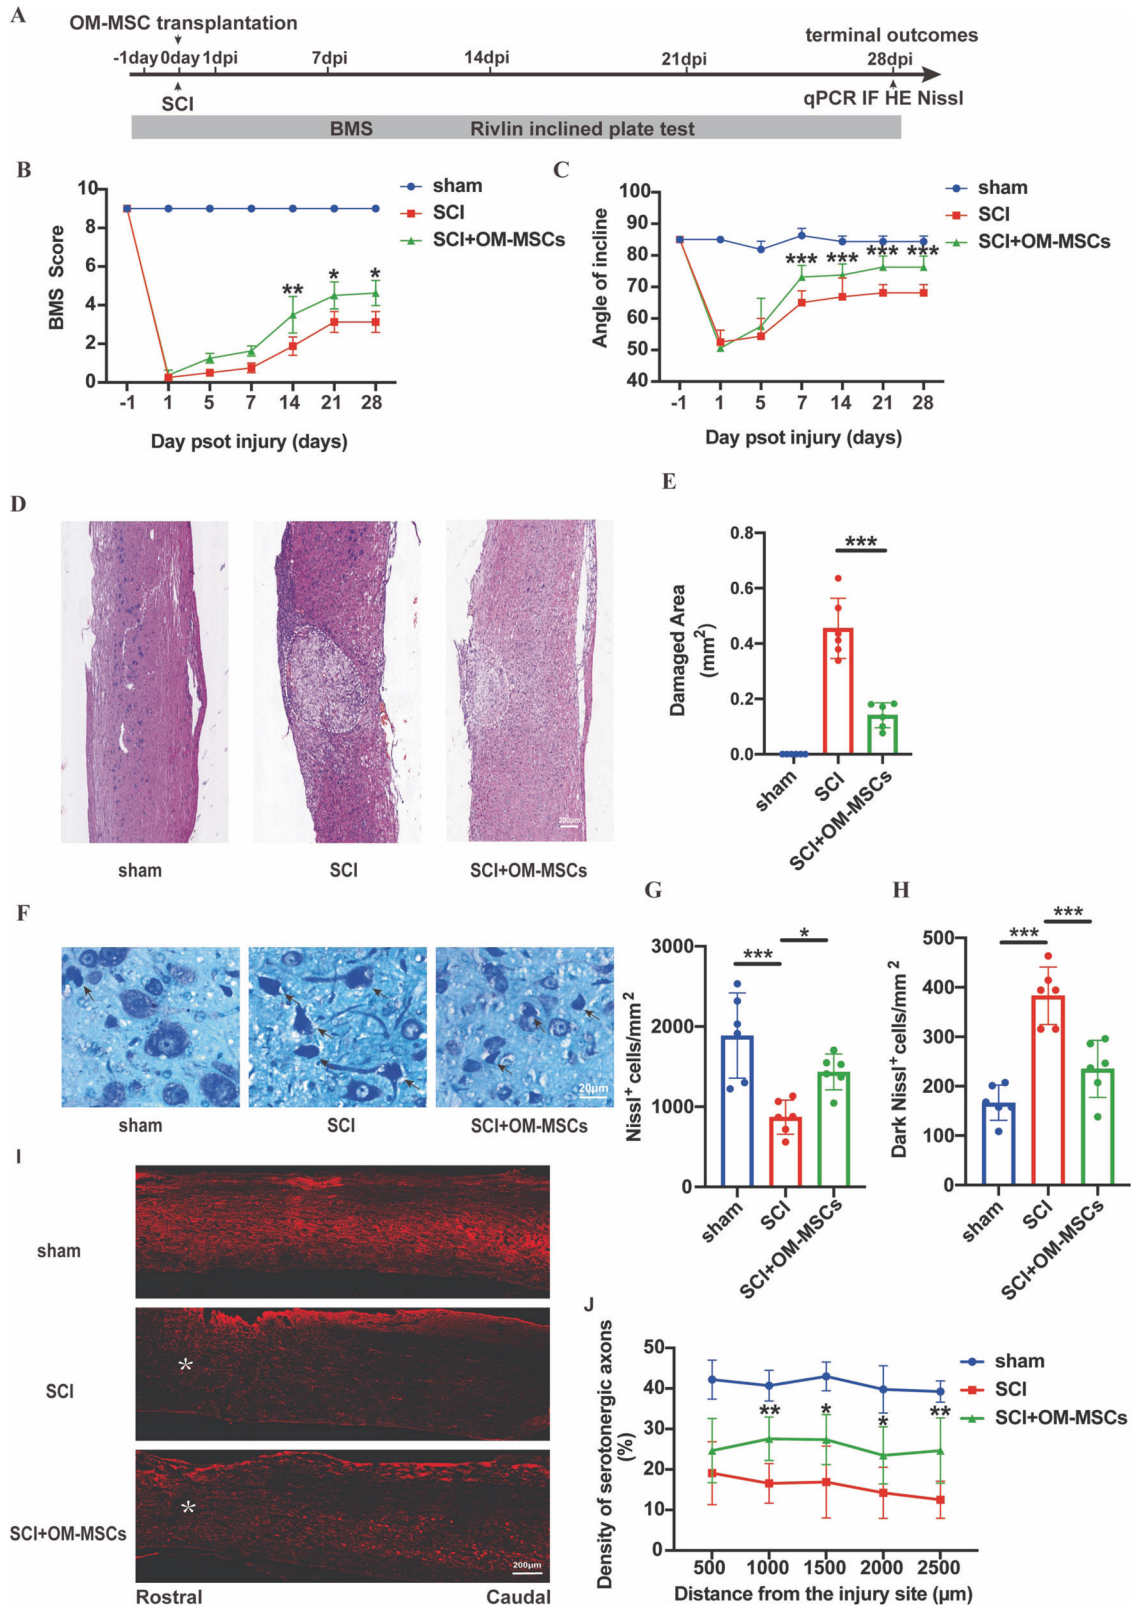 A
OM-MSC transplantation
terminal outcomes
-1day 0day 1dpi 7dpi 14dpi 21dpi 28dpi
SCI
qPCR IF HE Nissl
BMS Rivlin inclined plate test
B
sham
SCI
SCI+OM-MSCs
BMS Score
10
8
6
4
2
0
** * *
-1 1 5 7 14 21 28
Day psot injury (days)
C
sham
SCI
SCI+OM-MSCs
Angle of incline
100
90
80
70
60
50
40
*** *** *** ***
-1 1 5 7 14 21 28
Day psot injury (days)
D
200μm
sham SCI SCI+OM-MSCs
E
Damaged Area
(mm2)
0.8
0.6
0.4
0.2
0.0
***
sham SCI SCI+OM-MSCs
F
20μm
sham SCI SCI+OM-MSCs
G
Nissl+ cells/mm2
3000
2000
1000
0
*** *
sham SCI SCI+OM-MSCs
H
Dark Nissl+ cells/mm2
500
400
300
200
100
0
*** ***
sham SCI SCI+OM-MSCs
I
sham
SCI
*
SCI+OM-MSCs
*
200μm
Rostral Caudal
J
sham
SCI
SCI+OM-MSCs
Density of serotonergic axons
(%)
50
40
30
20
10
0
** * * **
500 1000 1500 2000 2500
Distance from the injury site (μm)